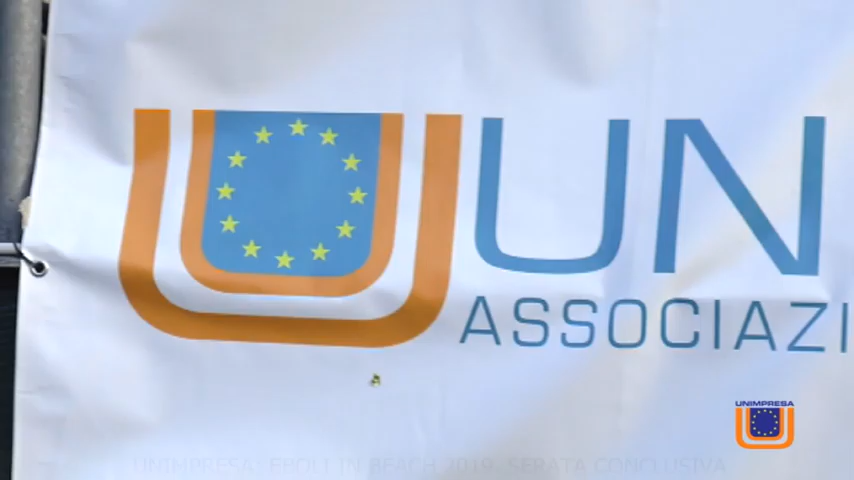 UN
ASSOCIAZI
UNIMPRESA
UNIMPRESA EBOLI IN BEACH 2019 SERATA CONCLUSIVA